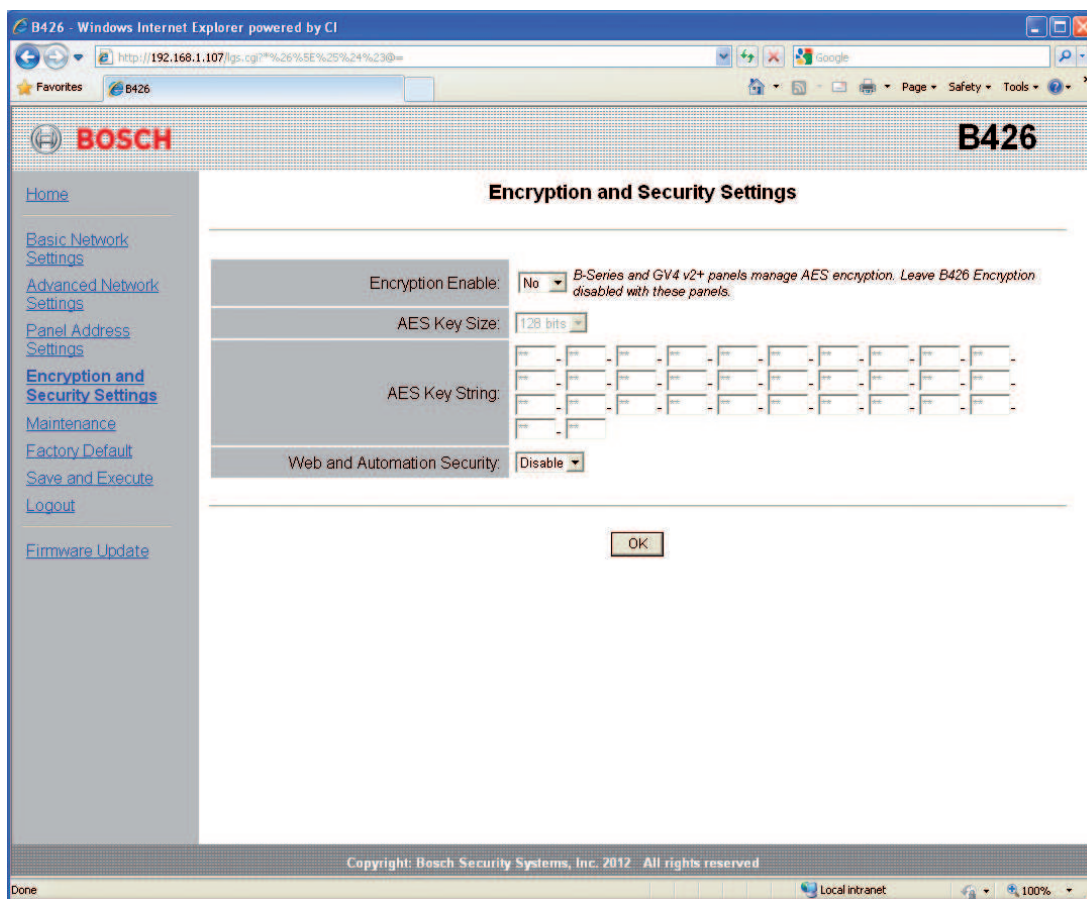 B426 - Windows Internet Explorer powered by CI
http://192.168.1.107/lgs.cgi?*%26%5E%25%24%23@=
Google
Favorites
B426
Page
Safety
Tools
BOSCH
B426
Home
Basic Network
Settings
Advanced Network
Settings
Panel Address
Settings
Encryption and
Security Settings
Maintenance
Factory Default
Save and Execute
Logout
Firmware Update
Encryption and Security Settings
Encryption Enable:
No
B-Series and GV4 v2+ panels manage AES encryption. Leave B426 Encryption
disabled with these panels.
AES Key Size:
128 bits
AES Key String:
** - ** - ** - ** - ** - ** - ** - ** - ** - ** -
** - ** - ** - ** - ** - ** - ** - ** - ** - ** -
** - ** - ** - ** - ** - ** - ** - ** - ** - ** -
** - **
Web and Automation Security:
Disable
OK
Copyright: Bosch Security Systems, Inc. 2012 All rights reserved
Done
Local intranet
100%